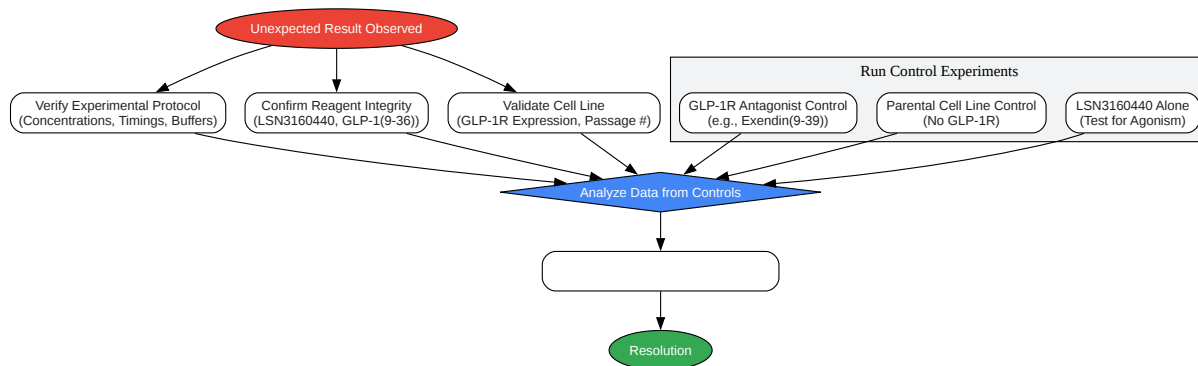 Unexpected Result Observed
Run Control Experiments
Verify Experimental Protocol
(Concentrations, Timings, Buffers)
Confirm Reagent Integrity
(LSN3160440, GLP-1(9-36))
Validate Cell Line
(GLP-1R Expression, Passage #)
GLP-1R Antagonist Control
(e.g., Exendin(9-39))
Parental Cell Line Control
(No GLP-1R)
LSN3160440 Alone
(Test for Agonism)
Analyze Data from Controls
Resolution